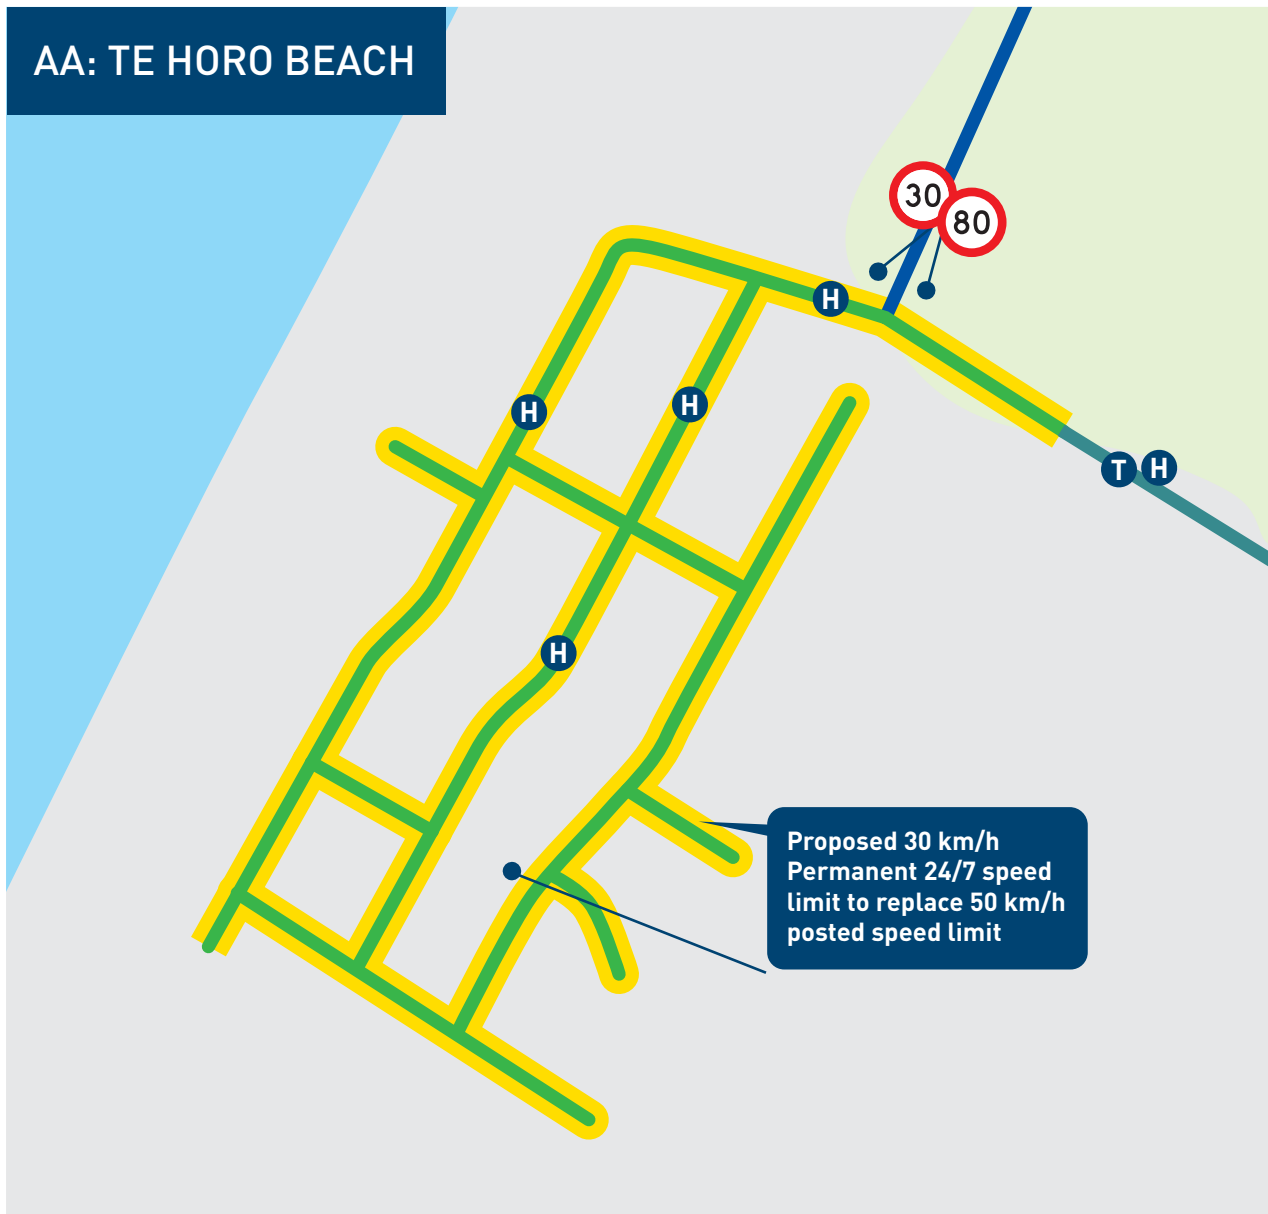 AA: TE HORO BEACH
30
80
H
H
H
T
H
H
Proposed 30 km/h
Permanent 24/7 speed
limit to replace 50 km/h
posted speed limit